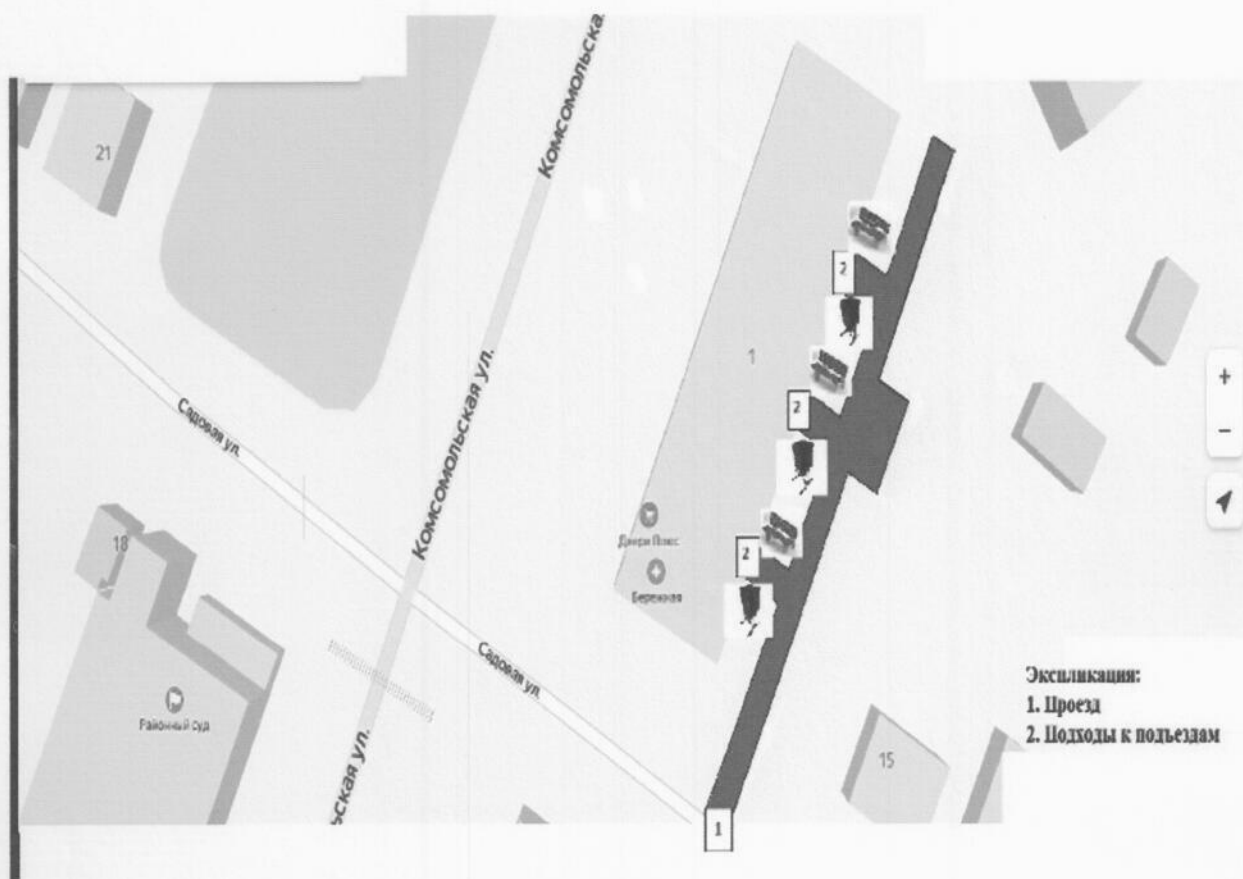 Комсомольска
21
2
1
Комсомольская ул.
Садовая ул.
2
Двери Плюс
2
18
Бережная
Садовая ул.
Районный суд
Экспликация:
1. Проезд
2. Подходы к подъездам
ьская ул.
15
1
+
−